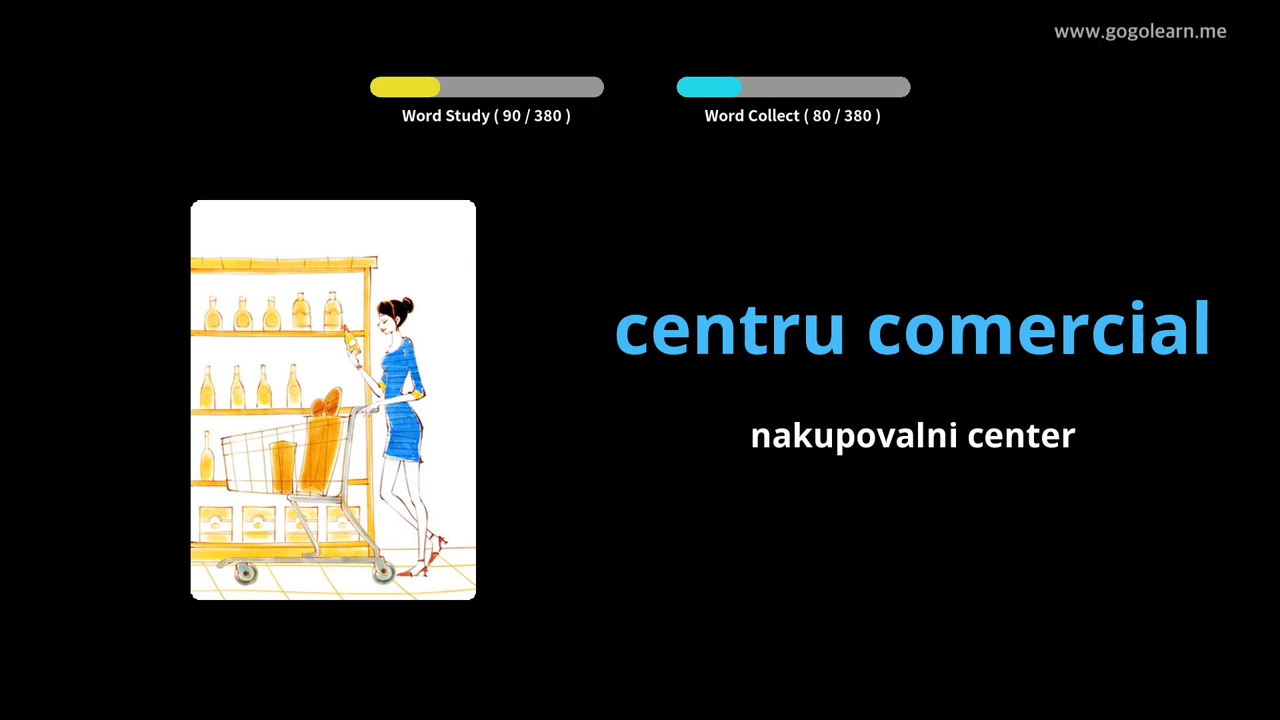 www.gogolearn.me
Word Study ( 90 / 380 )
Word Collect ( 80 / 380 )
centru comercial
nakupovalni center